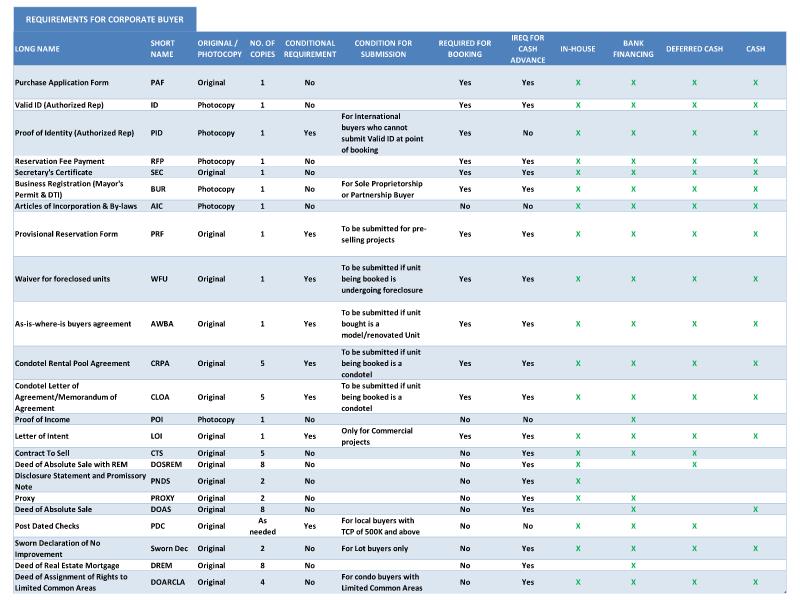 REQUIREMENTS FOR CORPORATE BUYER
LONG NAME SHORT NAME ORIGINAL / PHOTOCOPY NO. OF COPIES CONDITIONAL REQUIREMENT CONDITION FOR SUBMISSION REQUIRED FOR BOOKING IREQ FOR CASH ADVANCE IN-HOUSE BANK FINANCING DEFERRED CASH CASH
Purchase Application Form PAF Original 1 No Yes Yes X X X X
Valid ID (Authorized Rep) ID Photocopy 1 No Yes Yes X X X X
Proof of Identity (Authorized Rep) PID Photocopy 1 Yes For International buyers who cannot submit Valid ID at point of booking Yes No X X X X
Reservation Fee Payment RFP Photocopy 1 No Yes Yes X X X X
Secretary's Certificate SEC Original 1 No Yes Yes X X X X
Business Registration (Mayor's Permit & DTI) BUR Photocopy 1 No For Sole Proprietorship or Partnership Buyer Yes Yes X X X X
Articles of Incorporation & By-laws AIC Photocopy 1 No No No X X X X
Provisional Reservation Form PRF Original 1 Yes To be submitted for pre-selling projects Yes Yes X X X X
Waiver for foreclosed units WFU Original 1 Yes To be submitted if unit being booked is undergoing foreclosure Yes Yes X X X X
As-is-where-is buyers agreement AWBA Original 1 Yes To be submitted if unit bought is a model/renovated Unit Yes Yes X X X X
Condotel Rental Pool Agreement CRPA Original 5 Yes To be submitted if unit being booked is a condotel Yes Yes X X X X
Condotel Letter of Agreement/Memorandum of Agreement CLOA Original 5 Yes To be submitted if unit being booked is a condotel Yes Yes X X X X
Proof of Income POI Photocopy 1 No No No X
Letter of Intent LOI Original 1 Yes Only for Commercial projects Yes Yes X X X X
Contract To Sell CTS Original 5 No No Yes X X X
Deed of Absolute Sale with REM DOSREM Original 8 No No Yes X X
Disclosure Statement and Promissory Note PNDS Original 2 No No Yes X
Proxy PROXY Original 2 No No Yes X X
Deed of Absolute Sale DOAS Original 8 No No Yes X X
Post Dated Checks PDC Original As needed Yes For local buyers with TCP of 500K and above No No X X X
Sworn Declaration of No Improvement Sworn Dec Original 2 No For Lot buyers only No Yes X X X X
Deed of Real Estate Mortgage DREM Original 8 No No Yes X
Deed of Assignment of Rights to Limited Common Areas DOARCLA Original 4 No For condo buyers with Limited Common Areas No Yes X X X X